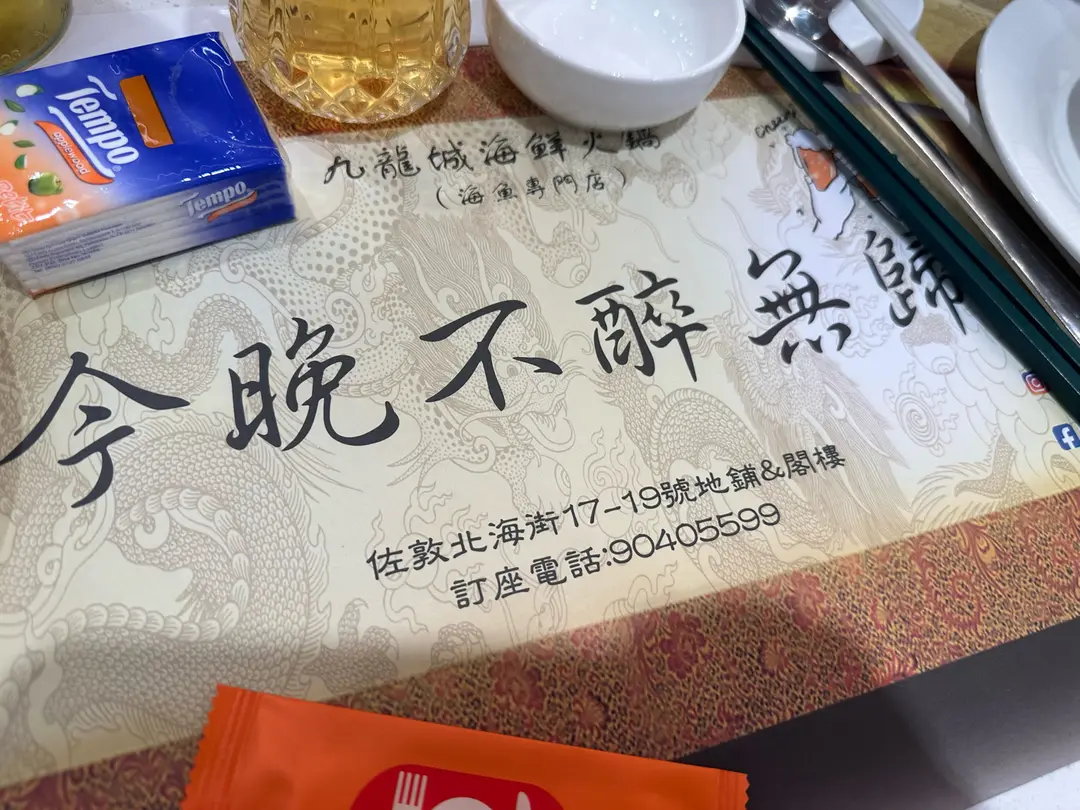 Tempo
applewood
Tempo
九龍城海鮮火鍋
(海魚專門店)
今晚不醉無歸
佐敦北海街17-19號地鋪&閣樓
訂座電話:90405599